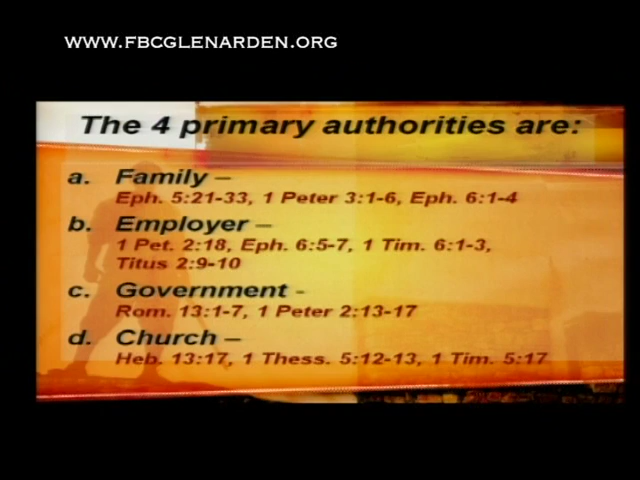 WWW.FBCGLENARDEN.ORG
The 4 primary authorities are:
a. Family –
Eph. 5:21-33, 1 Peter 3:1-6, Eph. 6:1-4
b. Employer –
1 Pet. 2:18, Eph. 6:5-7, 1 Tim. 6:1-3,
Titus 2:9-10
c. Government -
Rom. 13:1-7, 1 Peter 2:13-17
d. Church –
Heb. 13:17, 1 Thess. 5:12-13, 1 Tim. 5:17